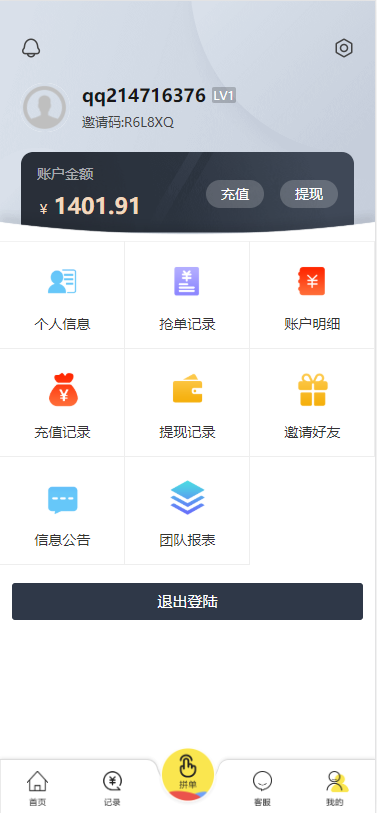 qq214716376 LV1
邀请码:R6L8XQ
账户金额
¥ 1401.91
充值 提现
个人信息 抢单记录 账户明细
充值记录 提现记录 邀请好友
信息公告 团队报表
退出登陆
拼单
首页 记录 客服 我的